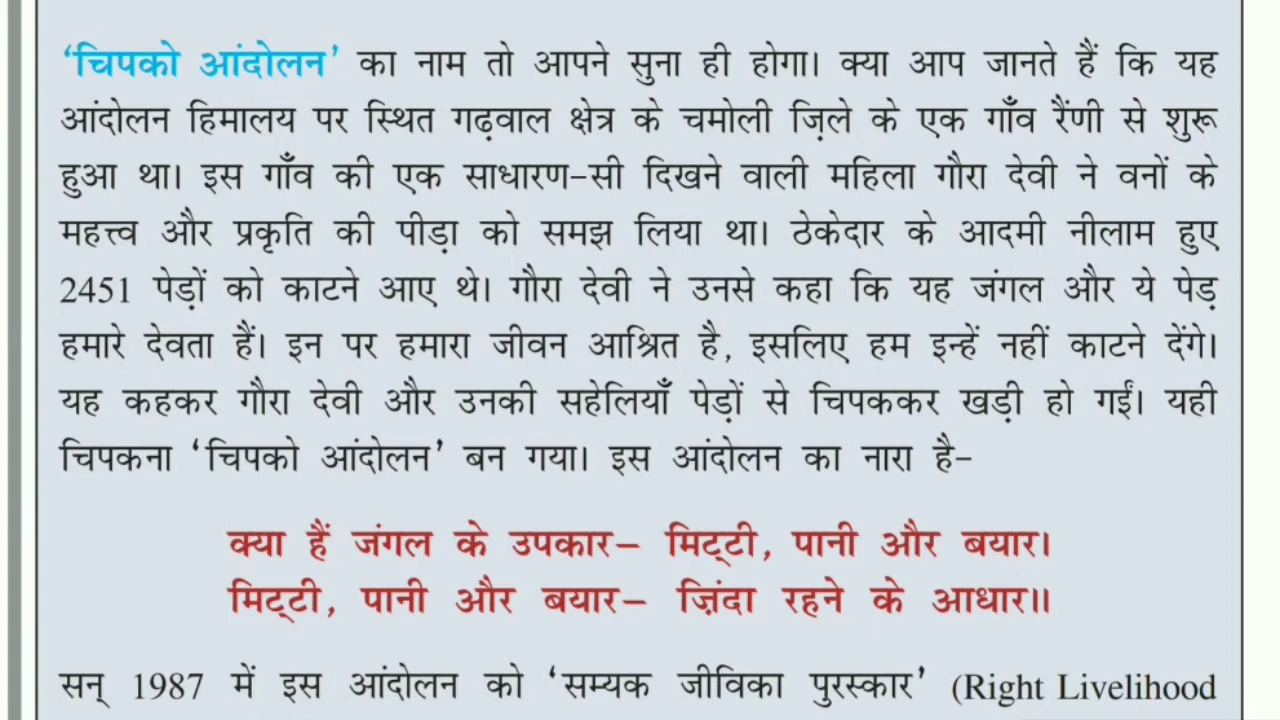 ‘चिपको आंदोलन’ का नाम तो आपने सुना ही होगा। क्या आप जानते हैं कि यह
आंदोलन हिमालय पर स्थित गढ़वाल क्षेत्र के चमोली ज़िले के एक गाँव रैंणी से शुरू
हुआ था। इस गाँव की एक साधारण-सी दिखने वाली महिला गौरा देवी ने वनों के
महत्त्व और प्रकृति की पीड़ा को समझ लिया था। ठेकेदार के आदमी नीलाम हुए
2451 पेड़ों को काटने आए थे। गौरा देवी ने उनसे कहा कि यह जंगल और ये पेड़
हमारे देवता हैं। इन पर हमारा जीवन आश्रित है, इसलिए हम इन्हें नहीं काटने देंगे।
यह कहकर गौरा देवी और उनकी सहेलियाँ पेड़ों से चिपककर खड़ी हो गईं। यही
चिपकना ‘चिपको आंदोलन’ बन गया। इस आंदोलन का नारा है–
क्या हैं जंगल के उपकार– मिट्‌टी, पानी और बयार।
मिट्‌टी, पानी और बयार– ज़िंदा रहने के आधार॥
सन् 1987 में इस आंदोलन को ‘सम्यक जीविका पुरस्कार’ (Right Livelihood